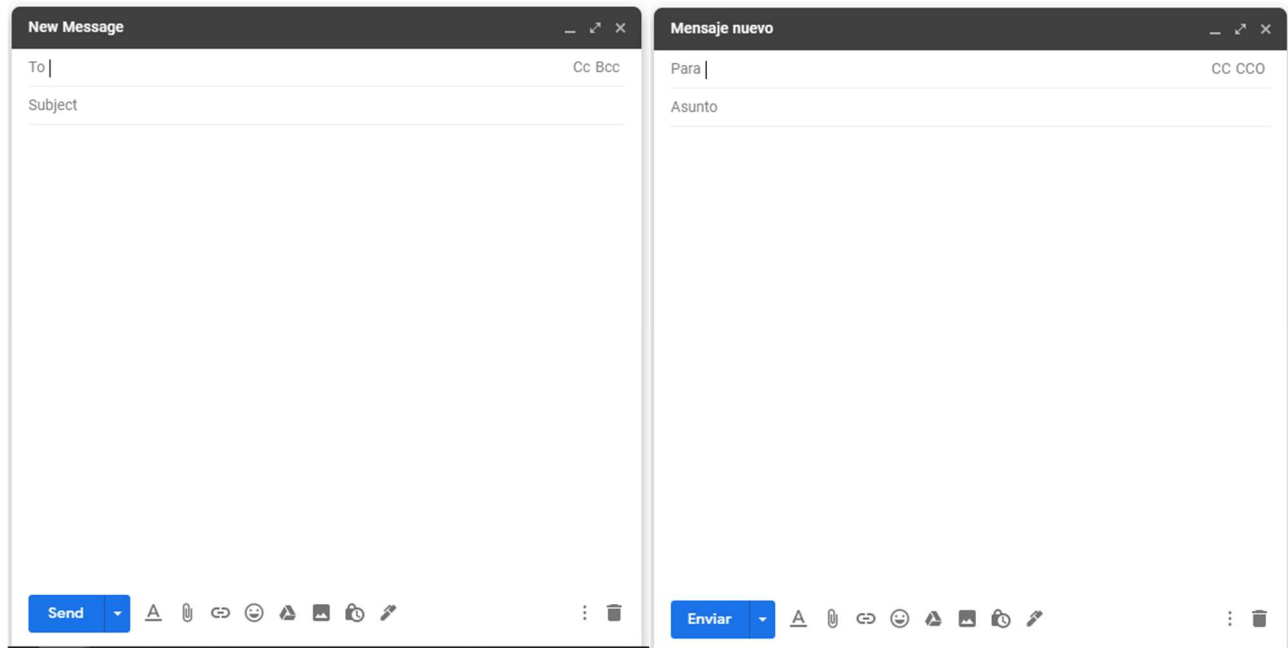 New Message
To
Cc Bcc
Subject
Send
Mensaje nuevo
Para
CC CCO
Asunto
Enviar